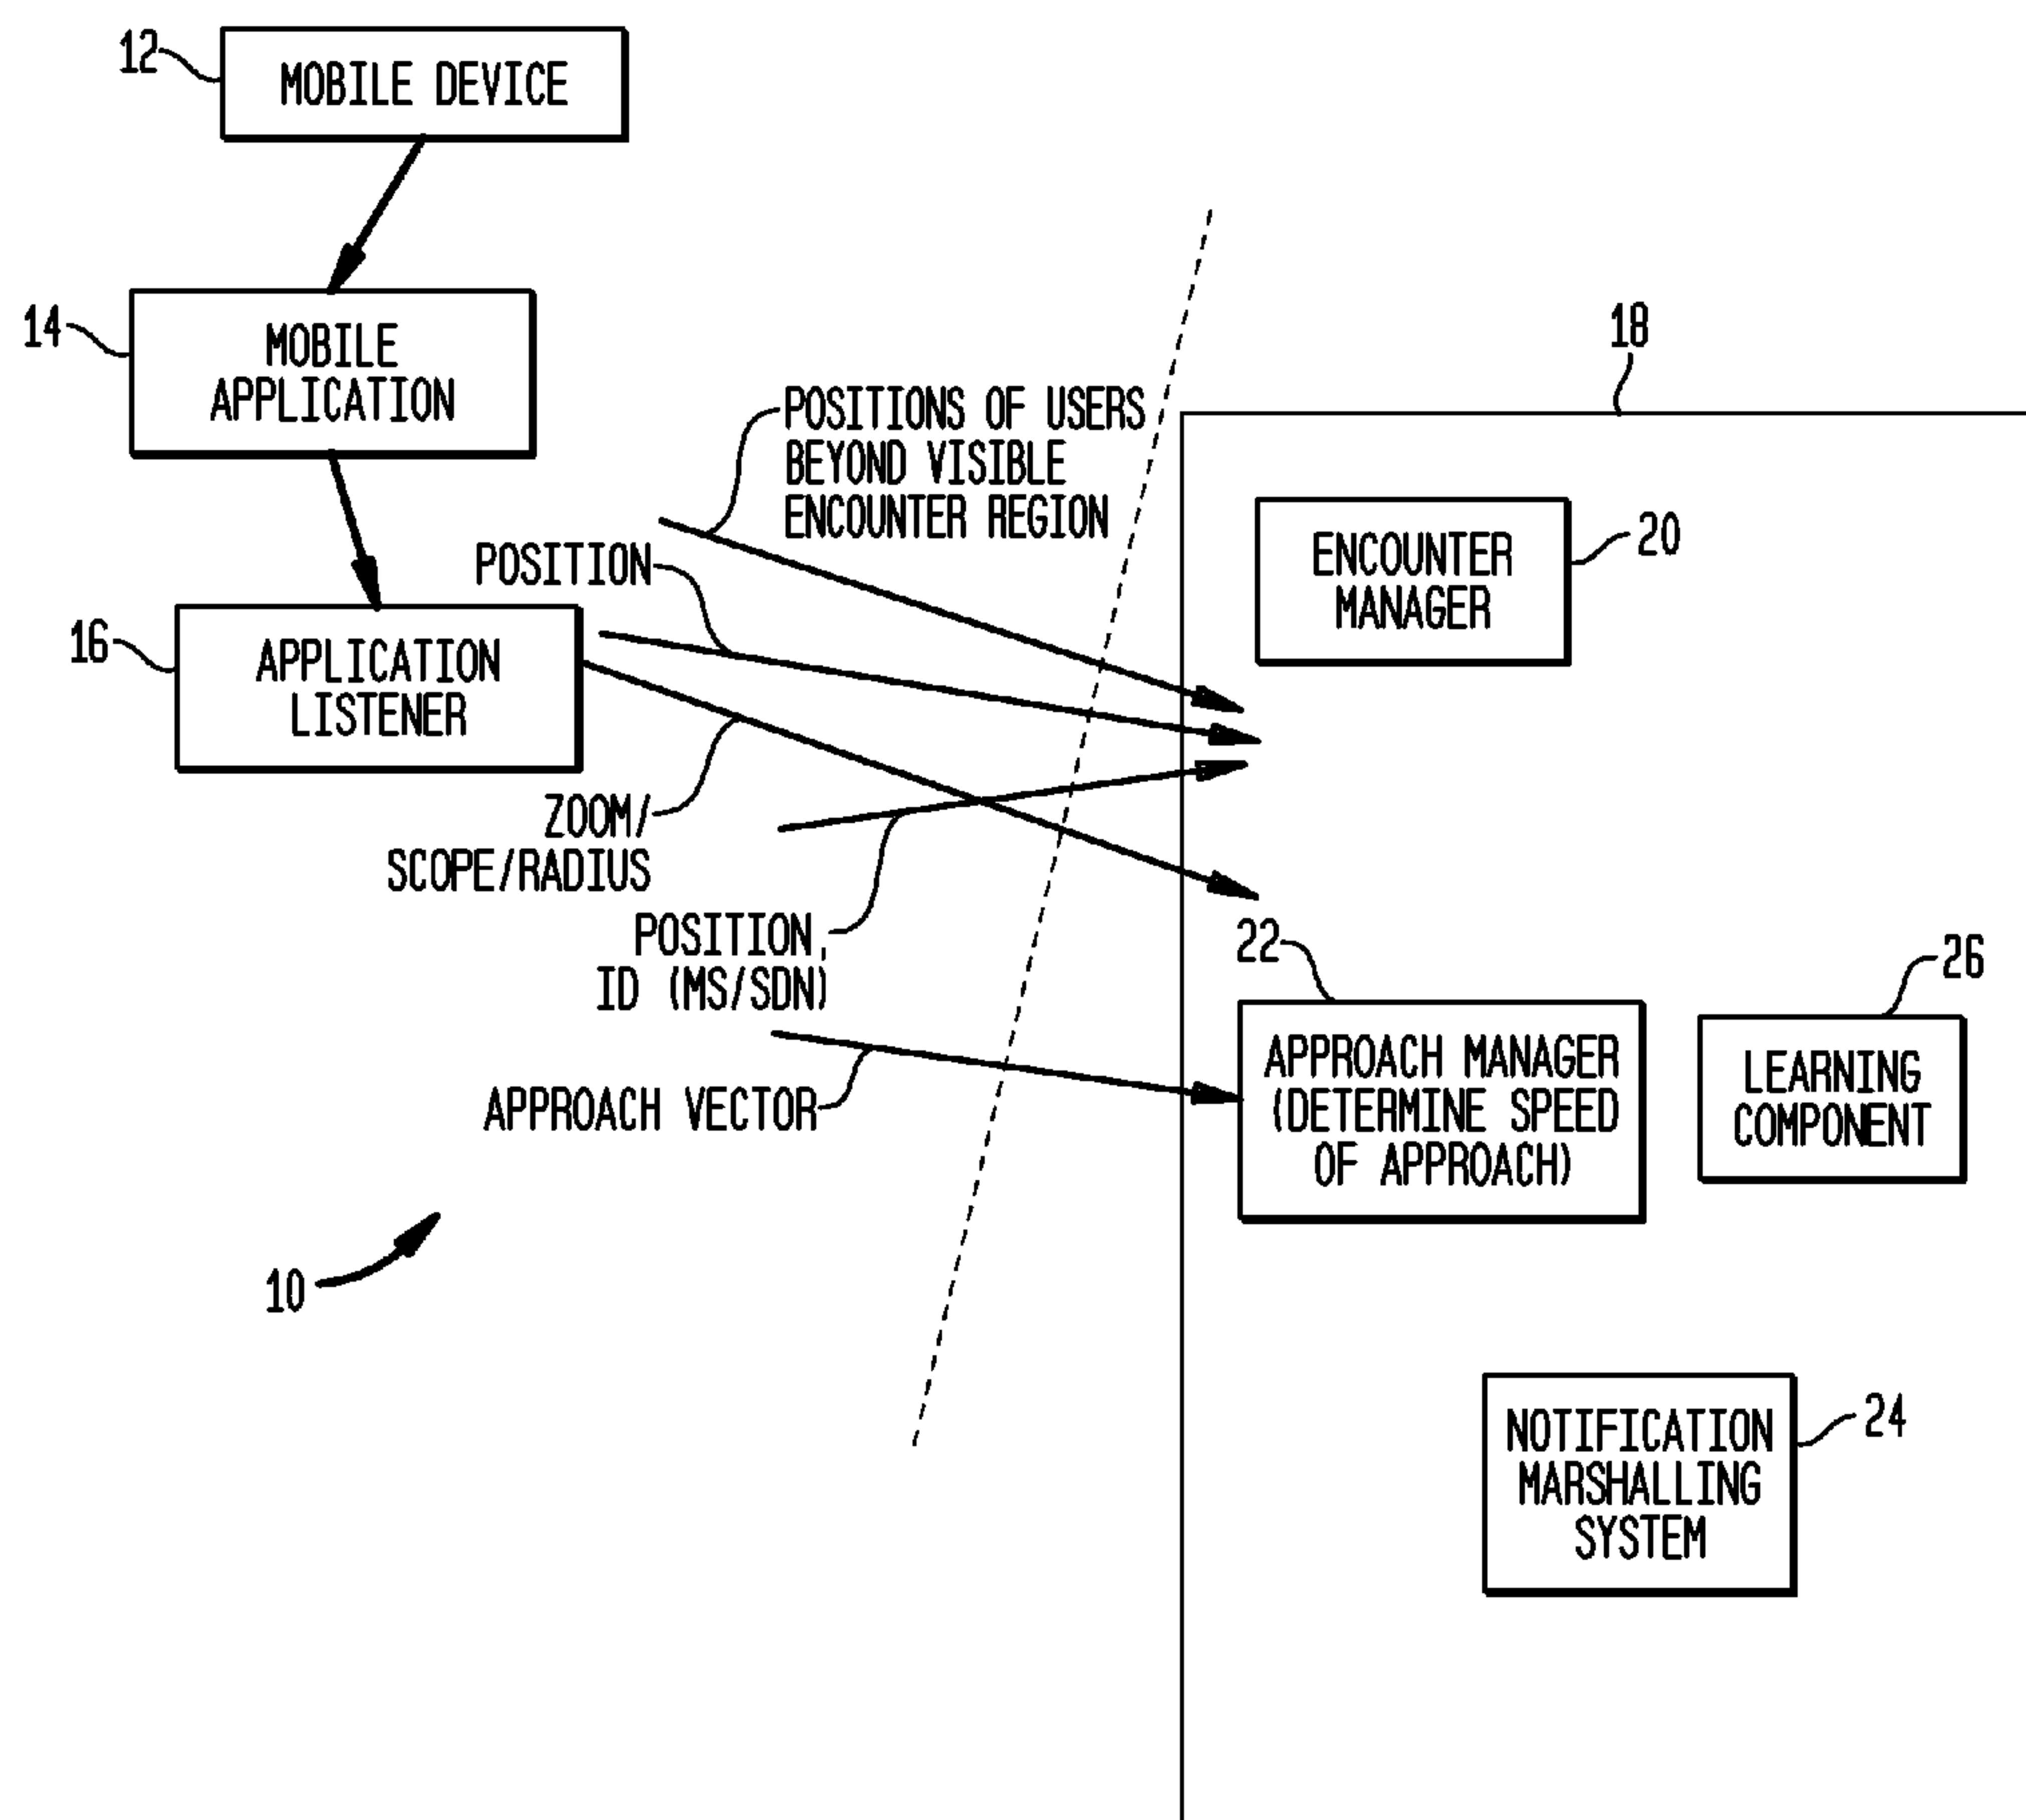 12
MOBILE DEVICE
14
MOBILE
APPLICATION
18
POSITIONS OF USERS
BEYOND VISIBLE
ENCOUNTER REGION
ENCOUNTER
MANAGER
20
POSITION
16
APPLICATION
LISTENER
ZOOM/
SCOPE/RADIUS
POSITION,
ID (MS/SDN)
22
26
APPROACH MANAGER
(DETERMINE SPEED
OF APPROACH)
LEARNING
COMPONENT
APPROACH VECTOR
10
NOTIFICATION
MARSHALLING
SYSTEM
24